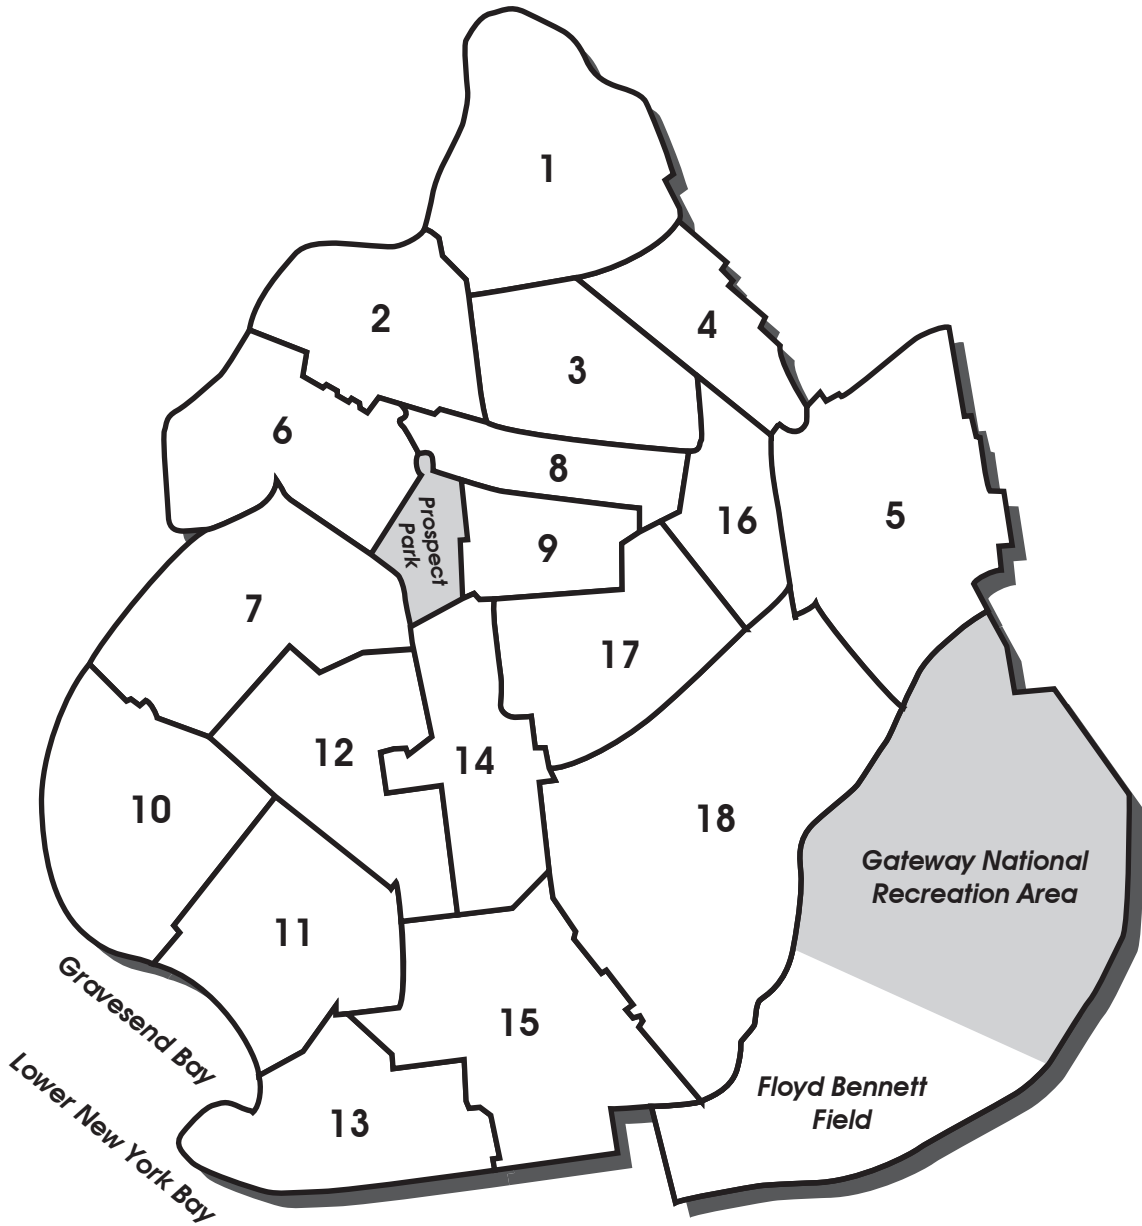 1
2
4
3
6
8
16
5
Prospect
Park
9
7
17
12
14
10
18
Gateway National
Recreation Area
11
Gravesend Bay
15
Lower New York Bay
13
Floyd Bennett
Field